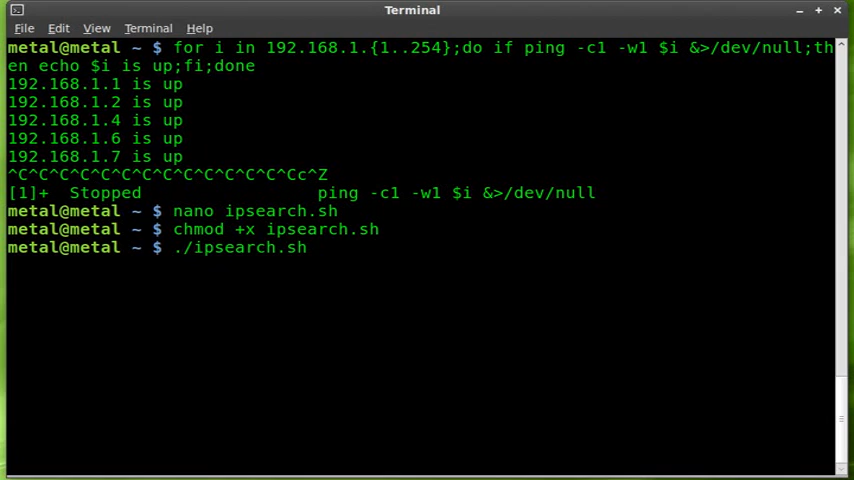 Terminal
File Edit View Terminal Help
metal@metal ~ $ for i in 192.168.1.{1..254};do if ping -c1 -w1 $i &>/dev/null;th
en echo $i is up;fi;done
192.168.1.1 is up
192.168.1.2 is up
192.168.1.4 is up
192.168.1.6 is up
192.168.1.7 is up
^C^C^C^C^C^C^C^C^C^C^C^C^C^Cc^Z
[1]+  Stopped                 ping -c1 -w1 $i &>/dev/null
metal@metal ~ $ nano ipsearch.sh
metal@metal ~ $ chmod +x ipsearch.sh
metal@metal ~ $ ./ipsearch.sh